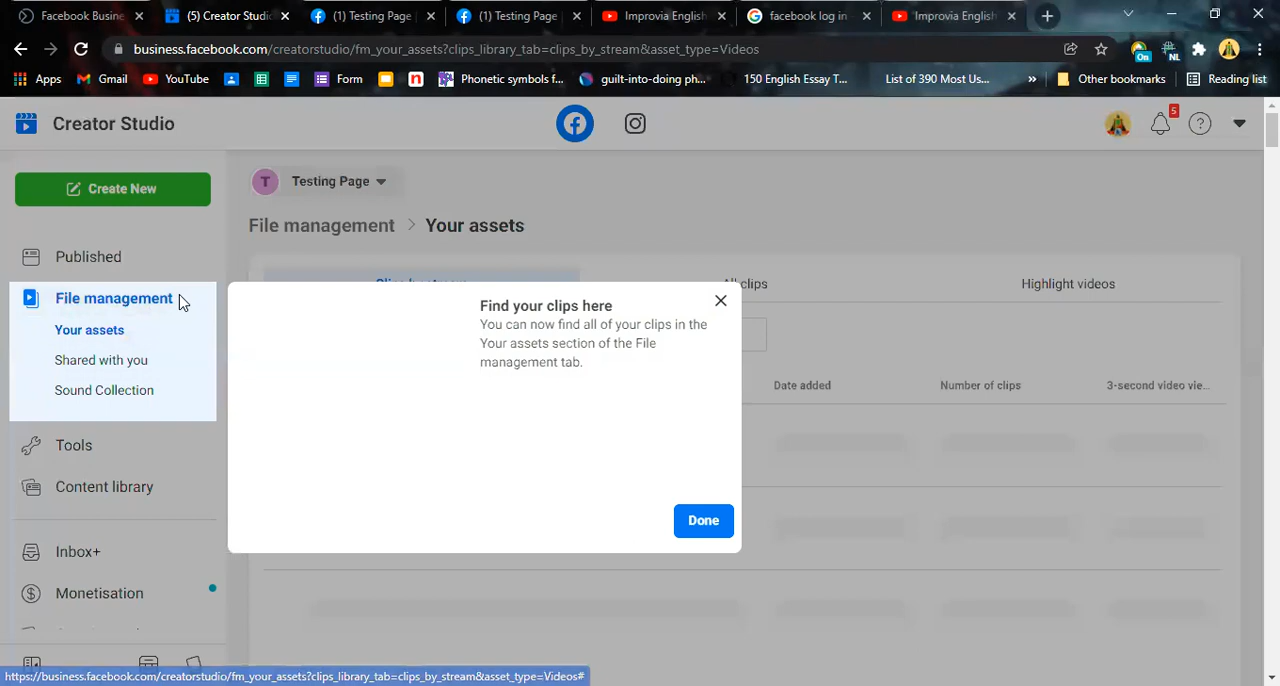 Facebook Busine
(5) Creator Studi
(1) Testing Page
(1) Testing Page
Improvia English
facebook log in
Improvia English
business.facebook.com/creatorstudio/fm_your_assets?clips_library_tab=clips_by_stream&asset_type=Videos
On
NL
Apps
Gmail
YouTube
Form
Phonetic symbols f...
guilt-into-doing ph...
150 English Essay T...
List of 390 Most Us...
»
Other bookmarks
Reading list
Creator Studio
5
Create New
T
Testing Page
File management > Your assets
Published
File management
Your assets
Shared with you
Sound Collection
Tools
Content library
Inbox+
Monetisation
Highlight videos
Find your clips here
You can now find all of your clips in the
Your assets section of the File
management tab.
Done
Date added
Number of clips
3-second video vie...
https://business.facebook.com/creatorstudio/fm_your_assets?clips_library_tab=clips_by_stream&asset_type=Videos#